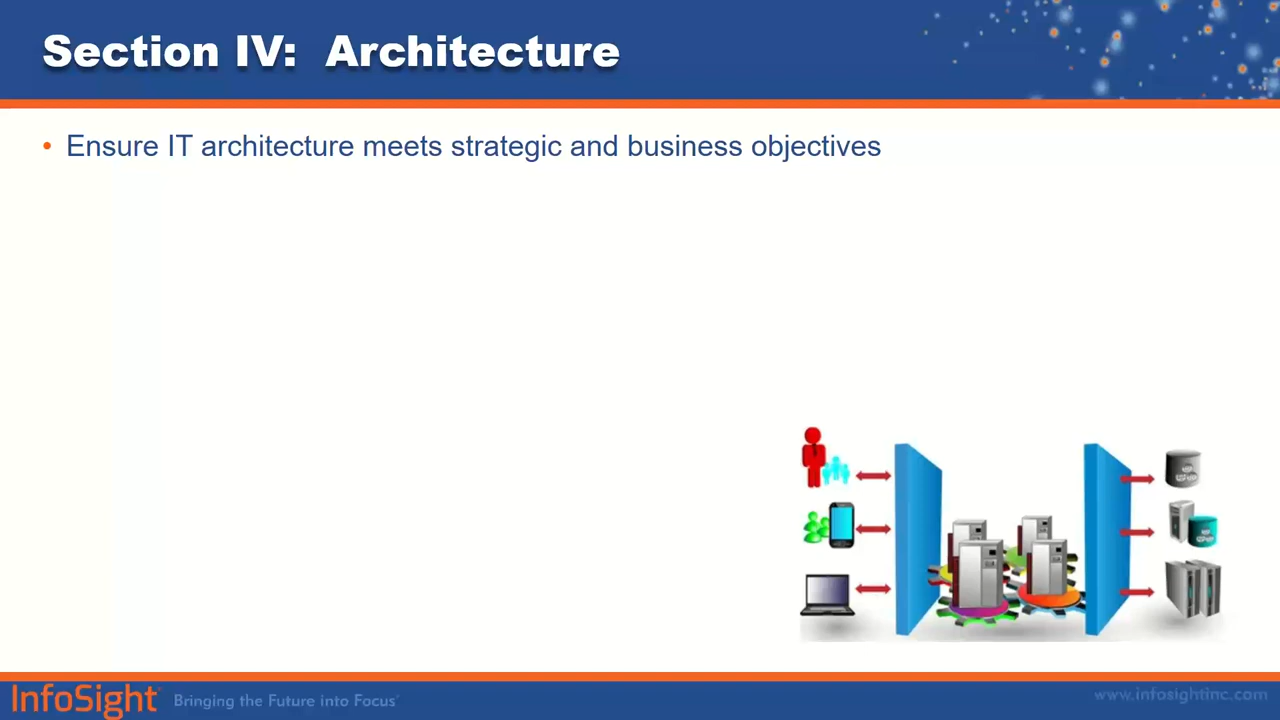 Section IV: Architecture
• Ensure IT architecture meets strategic and business objectives
InfoSight
Bringing the Future into Focus
www.infosightinc.com